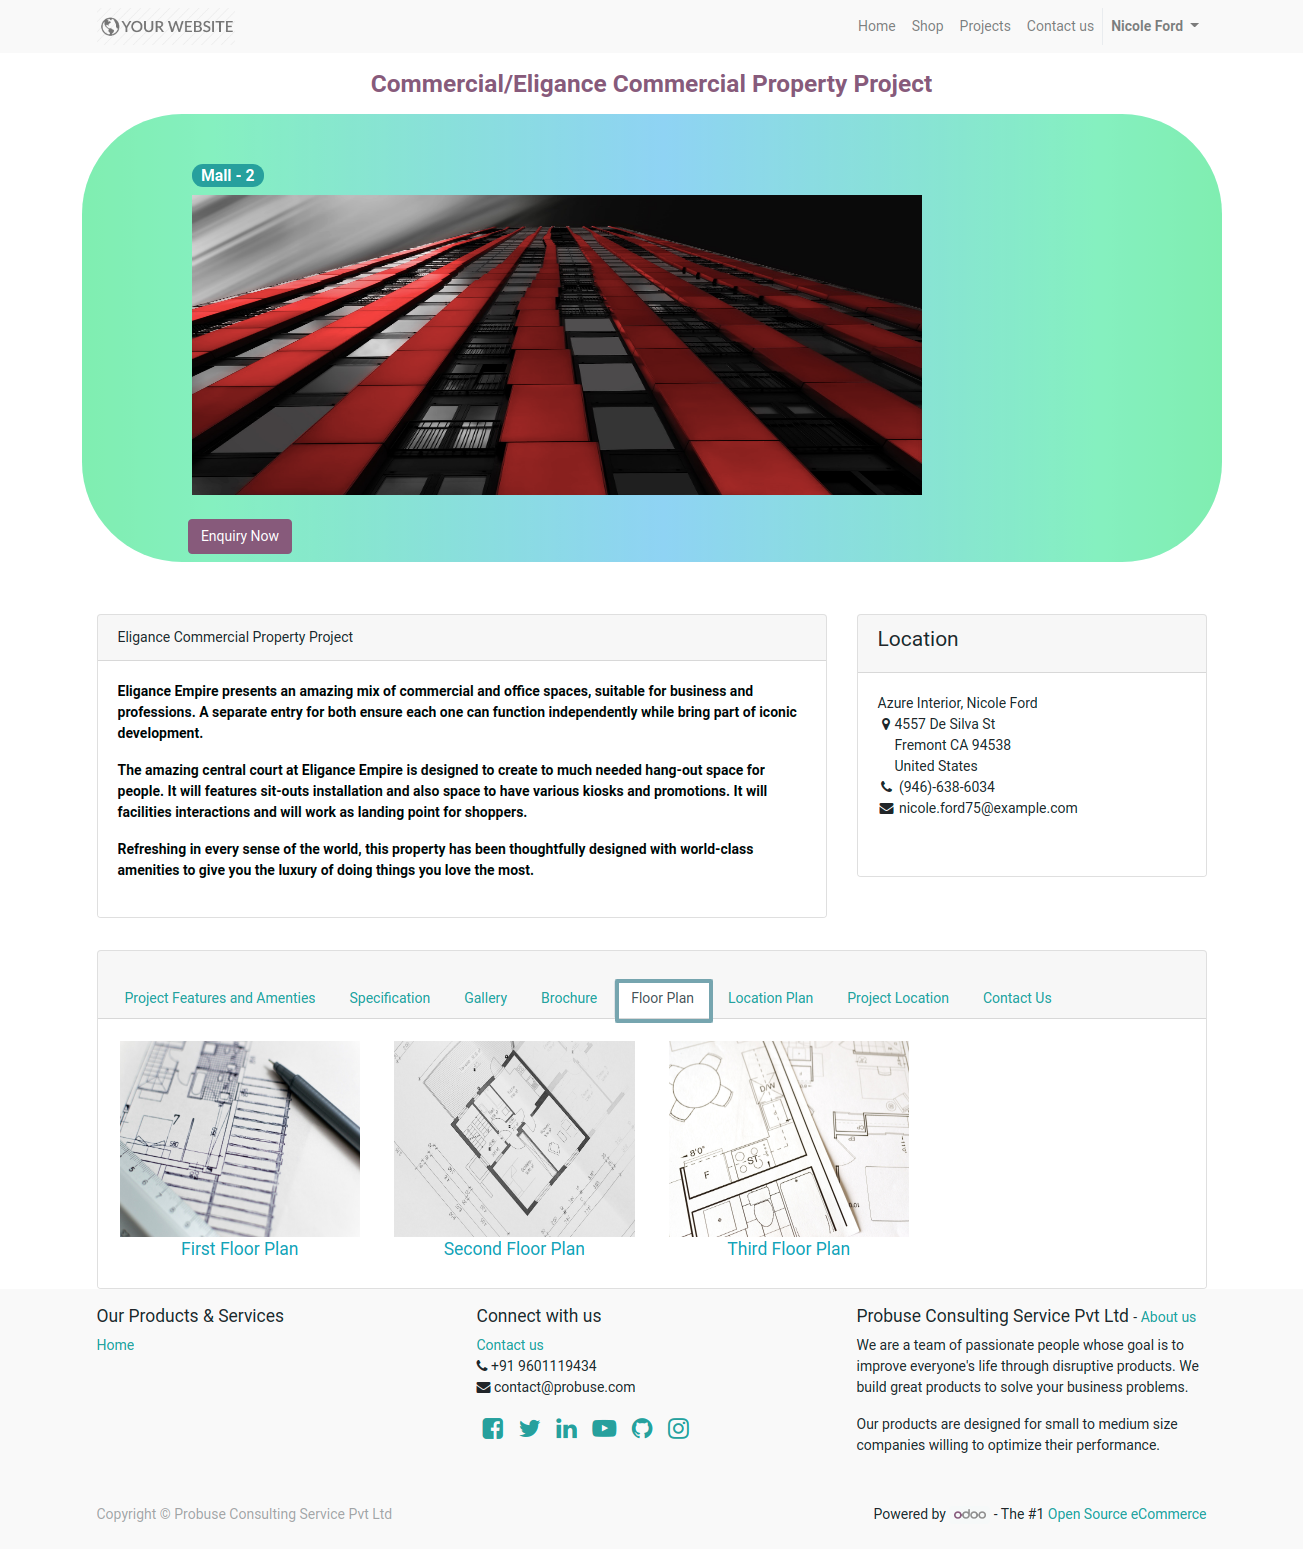 YOUR WEBSITE
Home Shop Projects Contact us Nicole Ford
Commercial/Eligance Commercial Property Project
Mall - 2
Enquiry Now
Eligance Commercial Property Project
Eligance Empire presents an amazing mix of commercial and office spaces, suitable for business and
professions. A separate entry for both ensure each one can function independently while bring part of iconic
development.
The amazing central court at Eligance Empire is designed to create to much needed hang-out space for
people. It will features sit-outs installation and also space to have various kiosks and promotions. It will
facilities interactions and will work as landing point for shoppers.
Refreshing in every sense of the world, this property has been thoughtfully designed with world-class
amenities to give you the luxury of doing things you love the most.
Location
Azure Interior, Nicole Ford
4557 De Silva St
Fremont CA 94538
United States
(946)-638-6034
nicole.ford75@example.com
Project Features and Amenties Specification Gallery Brochure Floor Plan Location Plan Project Location Contact Us
7
D/W
8'0"
F
ST
First Floor Plan
Second Floor Plan
Third Floor Plan
Our Products & Services
Home
Connect with us
Contact us
+91 9601119434
contact@probuse.com
Probuse Consulting Service Pvt Ltd - About us
We are a team of passionate people whose goal is to
improve everyone's life through disruptive products. We
build great products to solve your business problems.
Our products are designed for small to medium size
companies willing to optimize their performance.
Copyright © Probuse Consulting Service Pvt Ltd
Powered by odoo - The #1 Open Source eCommerce